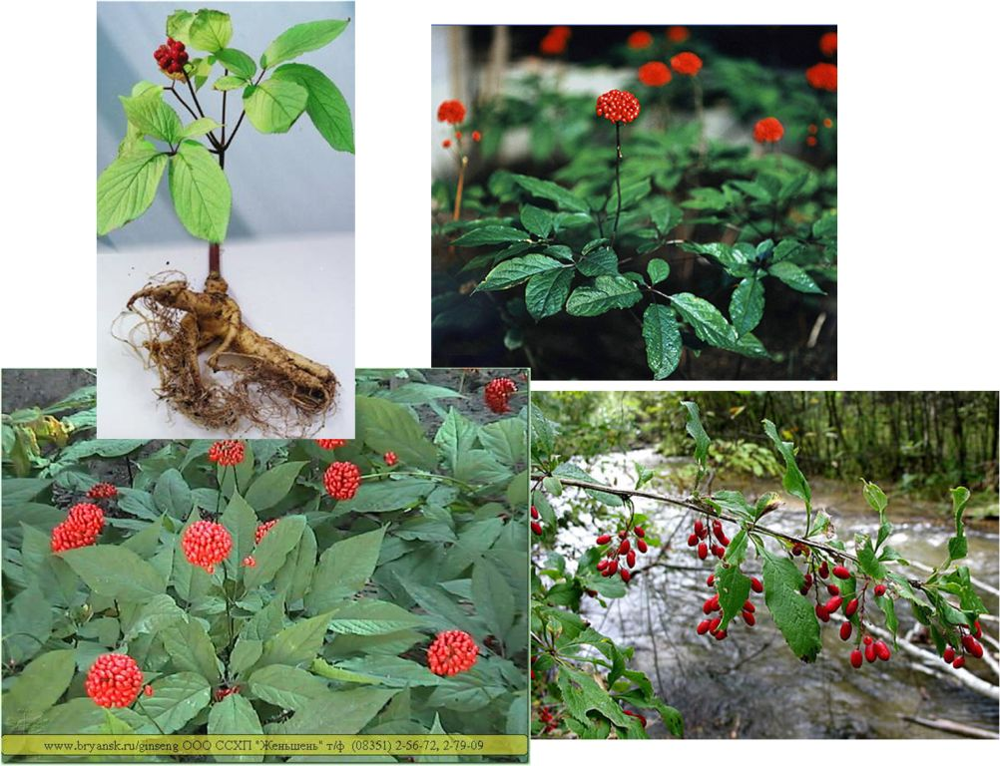 www.bryansk.ru/ginseng ООО ССХП "Женьшень" т/ф (08351) 2-56-72, 2-79-09